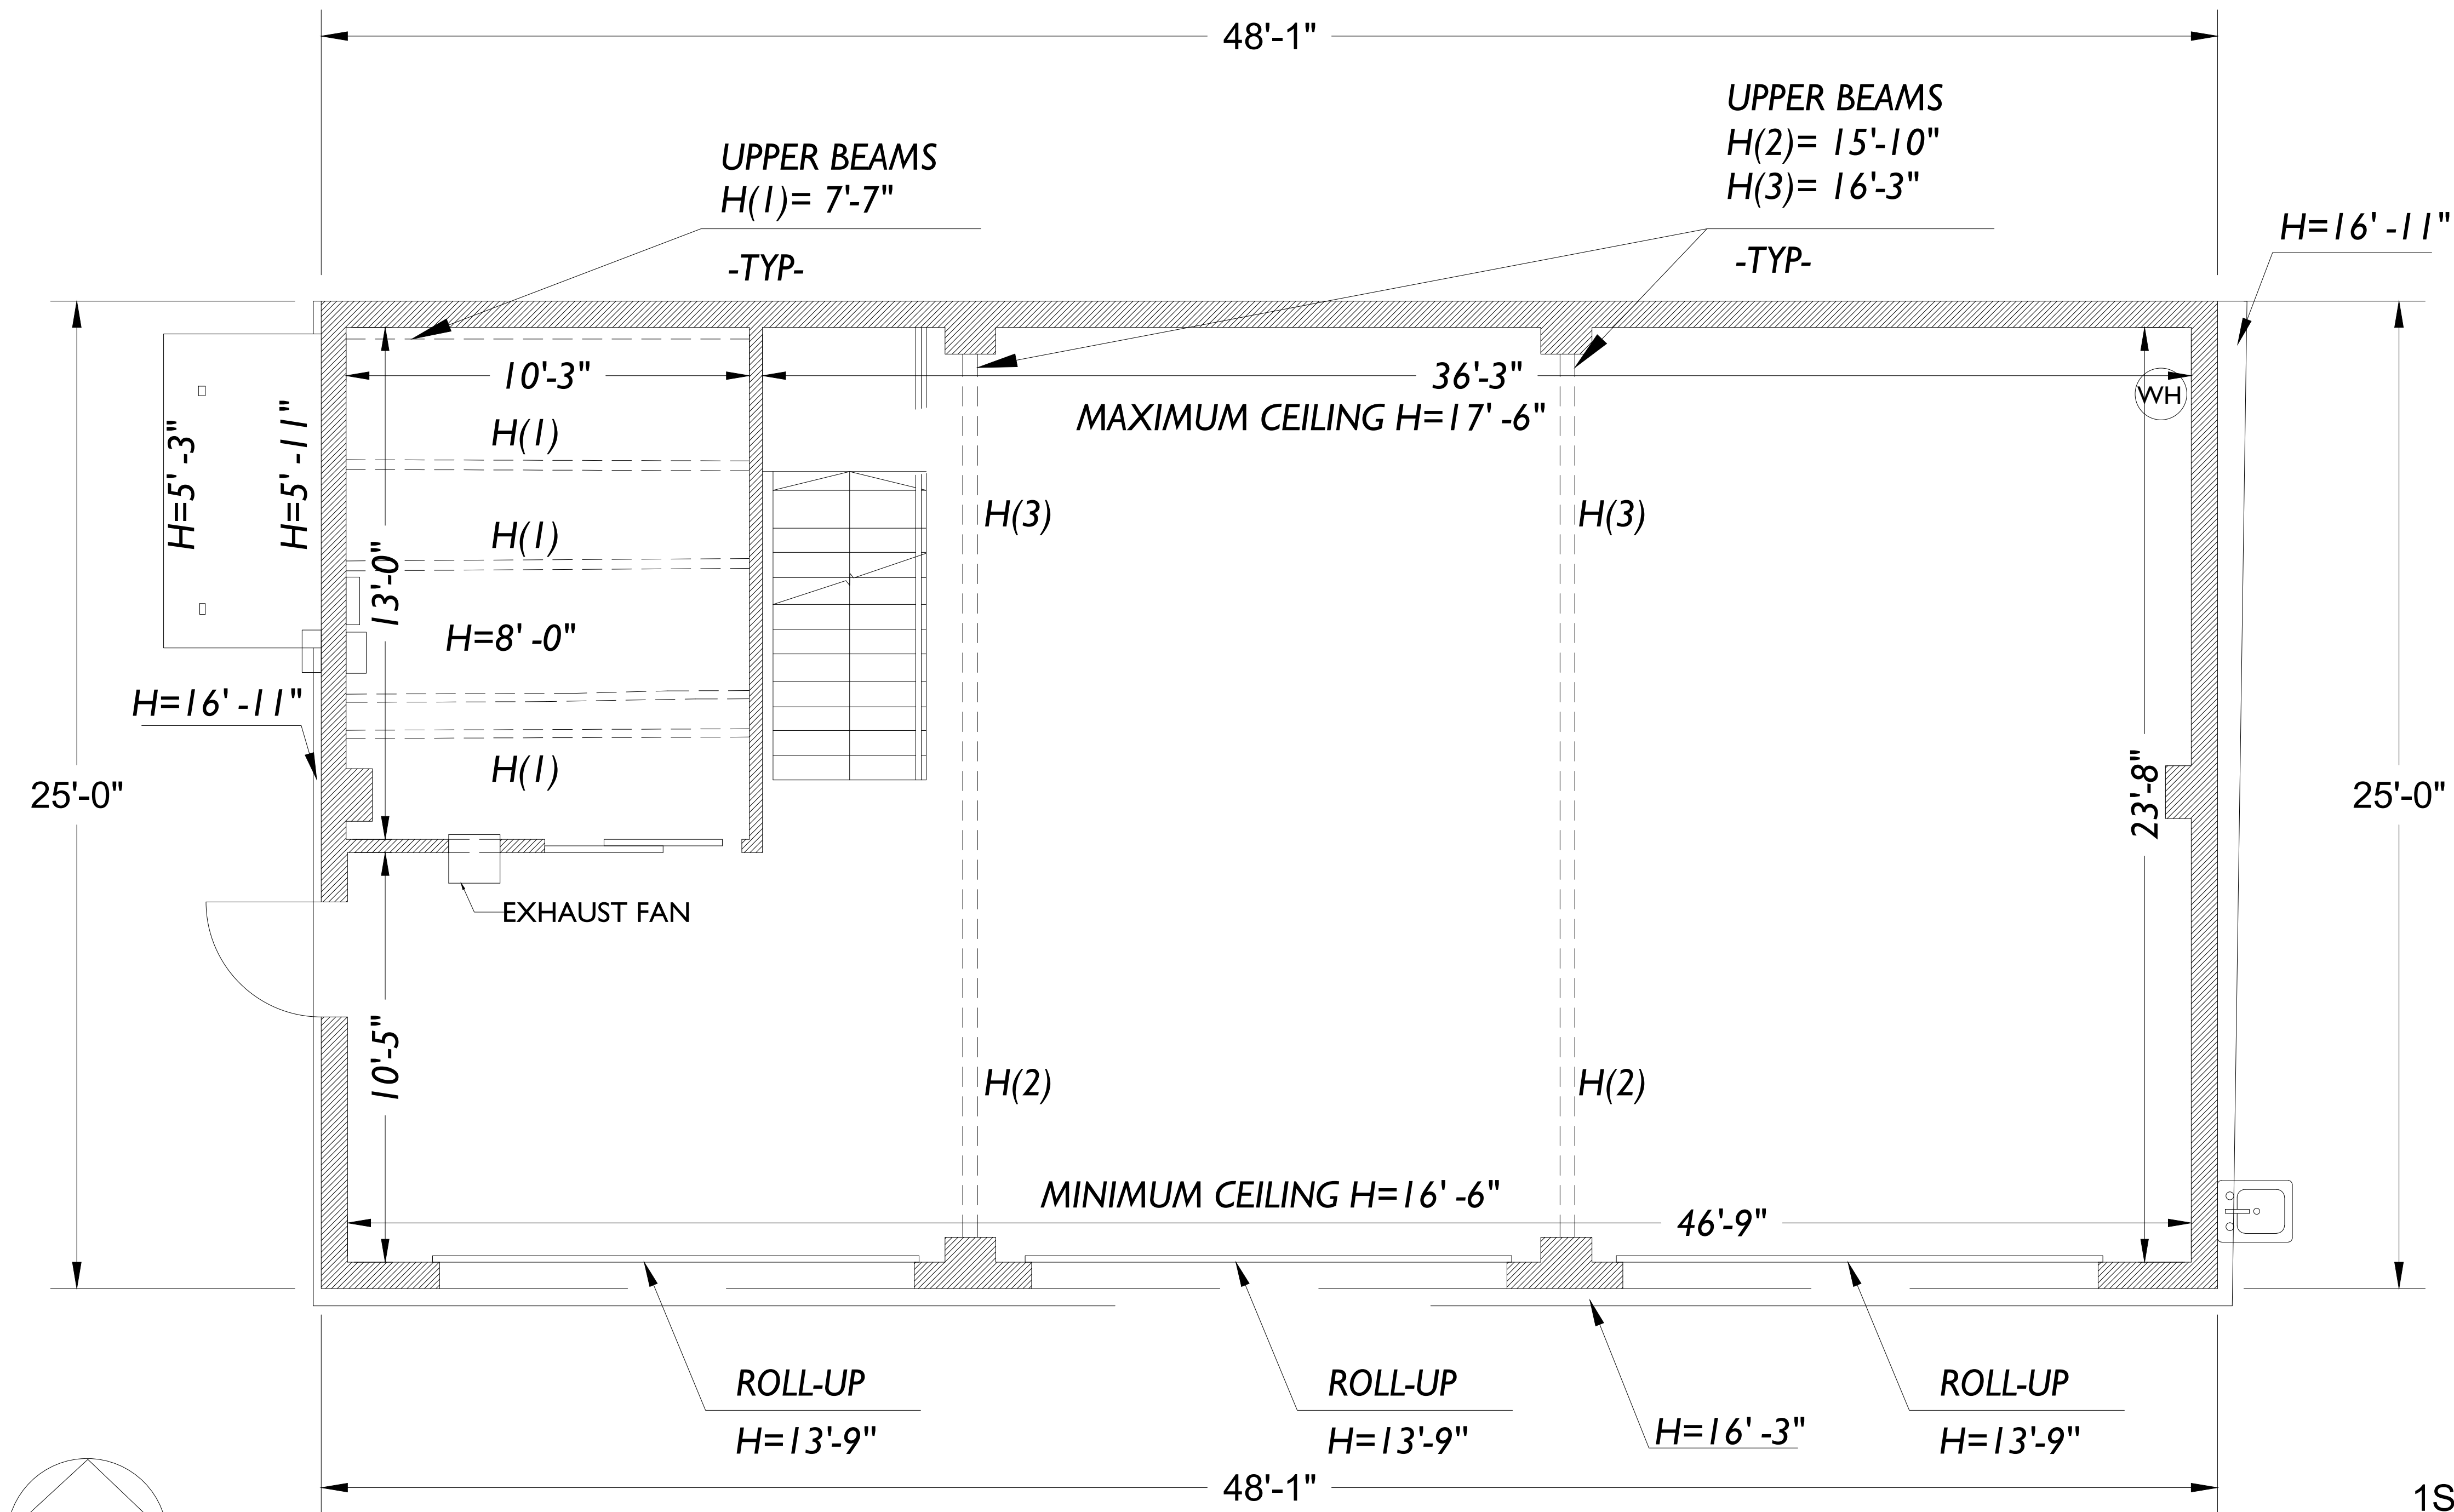 48'-1"
UPPER BEAMS
H(2)= 15'-10"
H(3)= 16'-3"
-TYP-
UPPER BEAMS
H(1)= 7'-7"
-TYP-
H=16' -11"
10'-3"
36'-3"
MAXIMUM CEILING H=17' -6"
WH
H(1)
H=5' -3"
H=5' -11"
H(3)
H(3)
H(1)
13'-0"
H=8' -0"
H=16' -11"
H(1)
25'-0"
23'-8"
25'-0"
EXHAUST FAN
10'-5"
H(2)
H(2)
MINIMUM CEILING H=16' -6"
46'-9"
ROLL-UP
H=13'-9"
ROLL-UP
H=13'-9"
H=16' -3"
ROLL-UP
H=13'-9"
48'-1"
1S